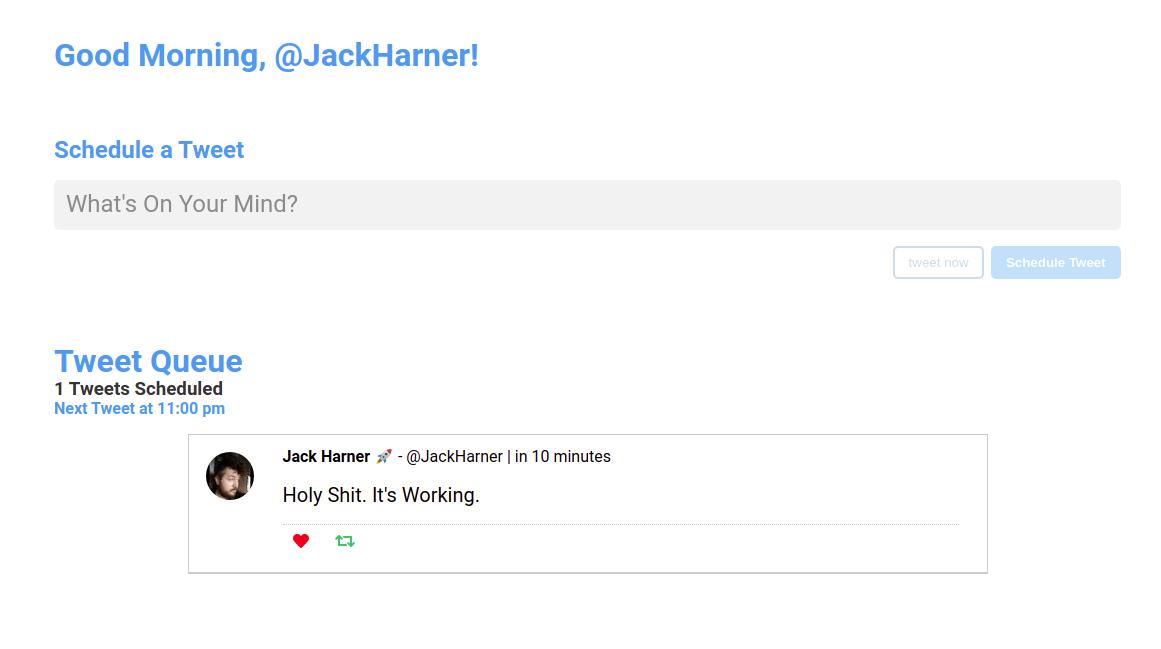 Good Morning, @JackHarner!
Schedule a Tweet
What's On Your Mind?
tweet now Schedule Tweet
Tweet Queue
1 Tweets Scheduled
Next Tweet at 11:00 pm
Jack Harner 🚀 - @JackHarner | in 10 minutes
Holy Shit. It's Working.